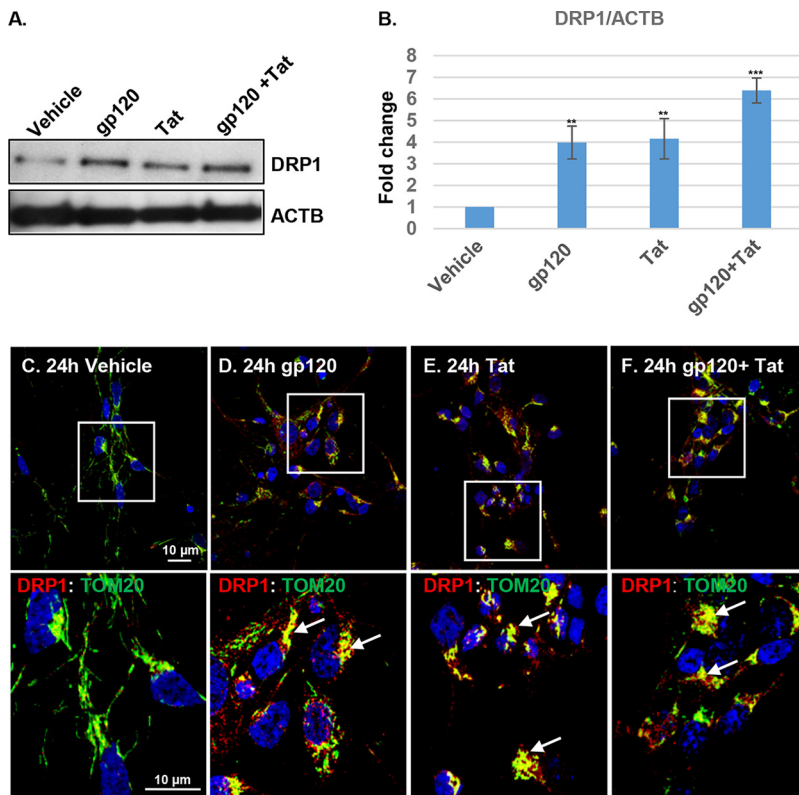 A.
Vehicle
gp120
Tat
gp120 +Tat
DRP1
ACTB
B.
DRP1/ACTB
Fold change
8
7
6
5
4
3
2
1
0
**
**
***
Vehicle
gp120
Tat
gp120+Tat
C. 24h Vehicle
10 µm
D. 24h gp120
E. 24h Tat
F. 24h gp120+ Tat
DRP1: TOM20
10 µm
DRP1: TOM20
DRP1: TOM20
DRP1: TOM20